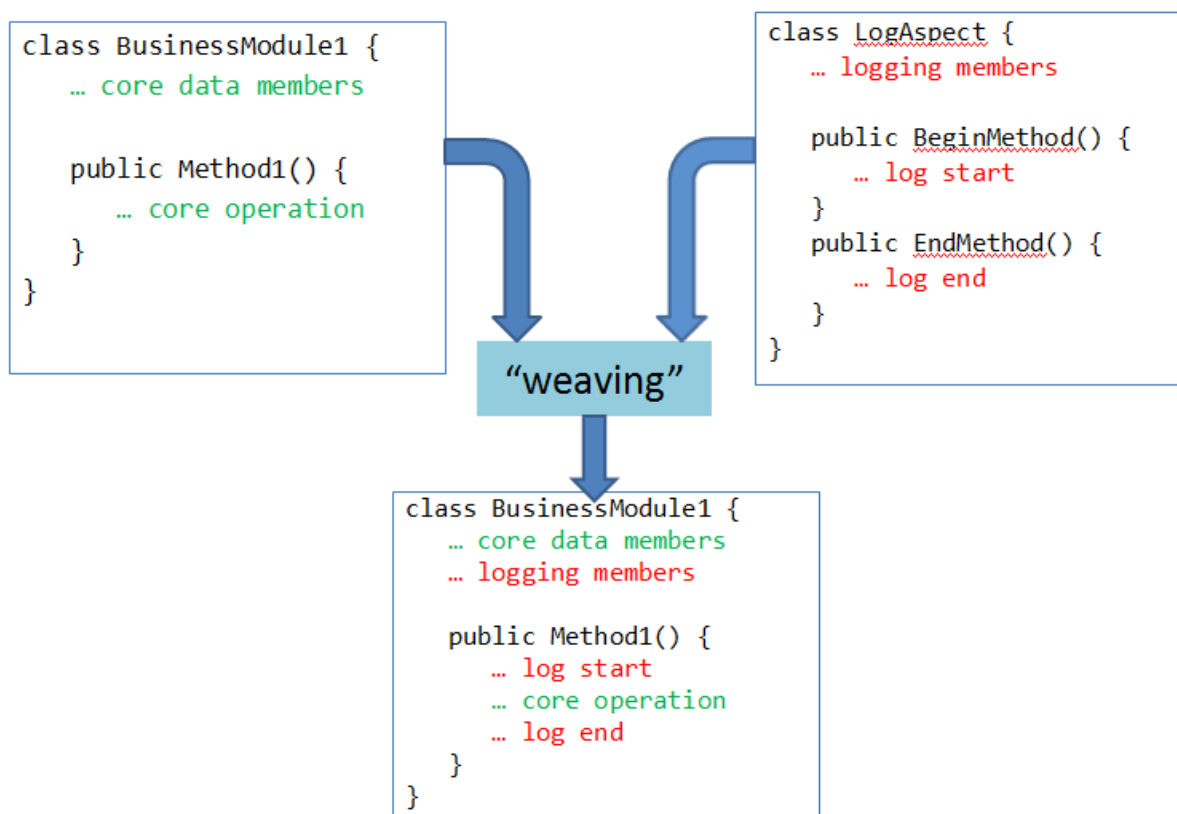 class BusinessModule1 {
… core data members
public Method1() {
… core operation
}
}
class LogAspect {
… logging members
public BeginMethod() {
… log start
}
public EndMethod() {
… log end
}
}
“weaving”
class BusinessModule1 {
… core data members
… logging members
public Method1() {
… log start
… core operation
… log end
}
}